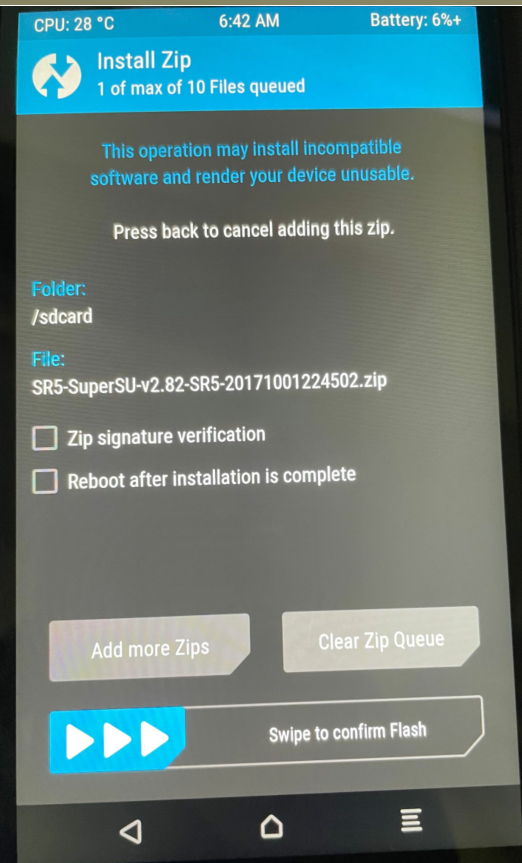 CPU: 28 °C 6:42 AM Battery: 6%+
Install Zip
1 of max of 10 Files queued
This operation may install incompatible
software and render your device unusable.
Press back to cancel adding this zip.
Folder:
/sdcard
File:
SR5-SuperSU-v2.82-SR5-20171001224502.zip
Zip signature verification
Reboot after installation is complete
Add more Zips Clear Zip Queue
Swipe to confirm Flash